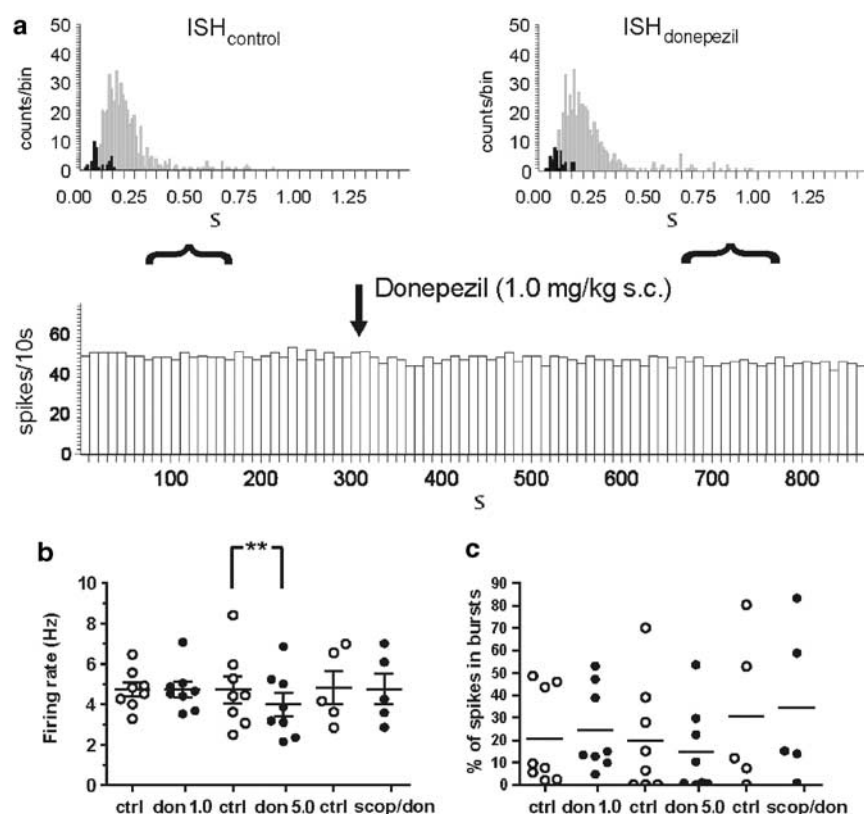 a
ISHcontrol
ISHdonepezil
counts/bin
50
40
30
20
10
0
0.00 0.25 0.50 0.75 1.00 1.25
S
counts/bin
50
40
30
20
10
0
0.00 0.25 0.50 0.75 1.00 1.25
S
Donepezil (1.0 mg/kg s.c.)
spikes/10s
60
40
20
0
100 200 300 400 500 600 700 800
S
b
**
Firing rate (Hz)
10
8
6
4
2
0
ctrl don 1.0 ctrl don 5.0 ctrl scop/don
c
% of spikes in bursts
90
80
70
60
50
40
30
20
10
0
ctrl don 1.0 ctrl don 5.0 ctrl scop/don